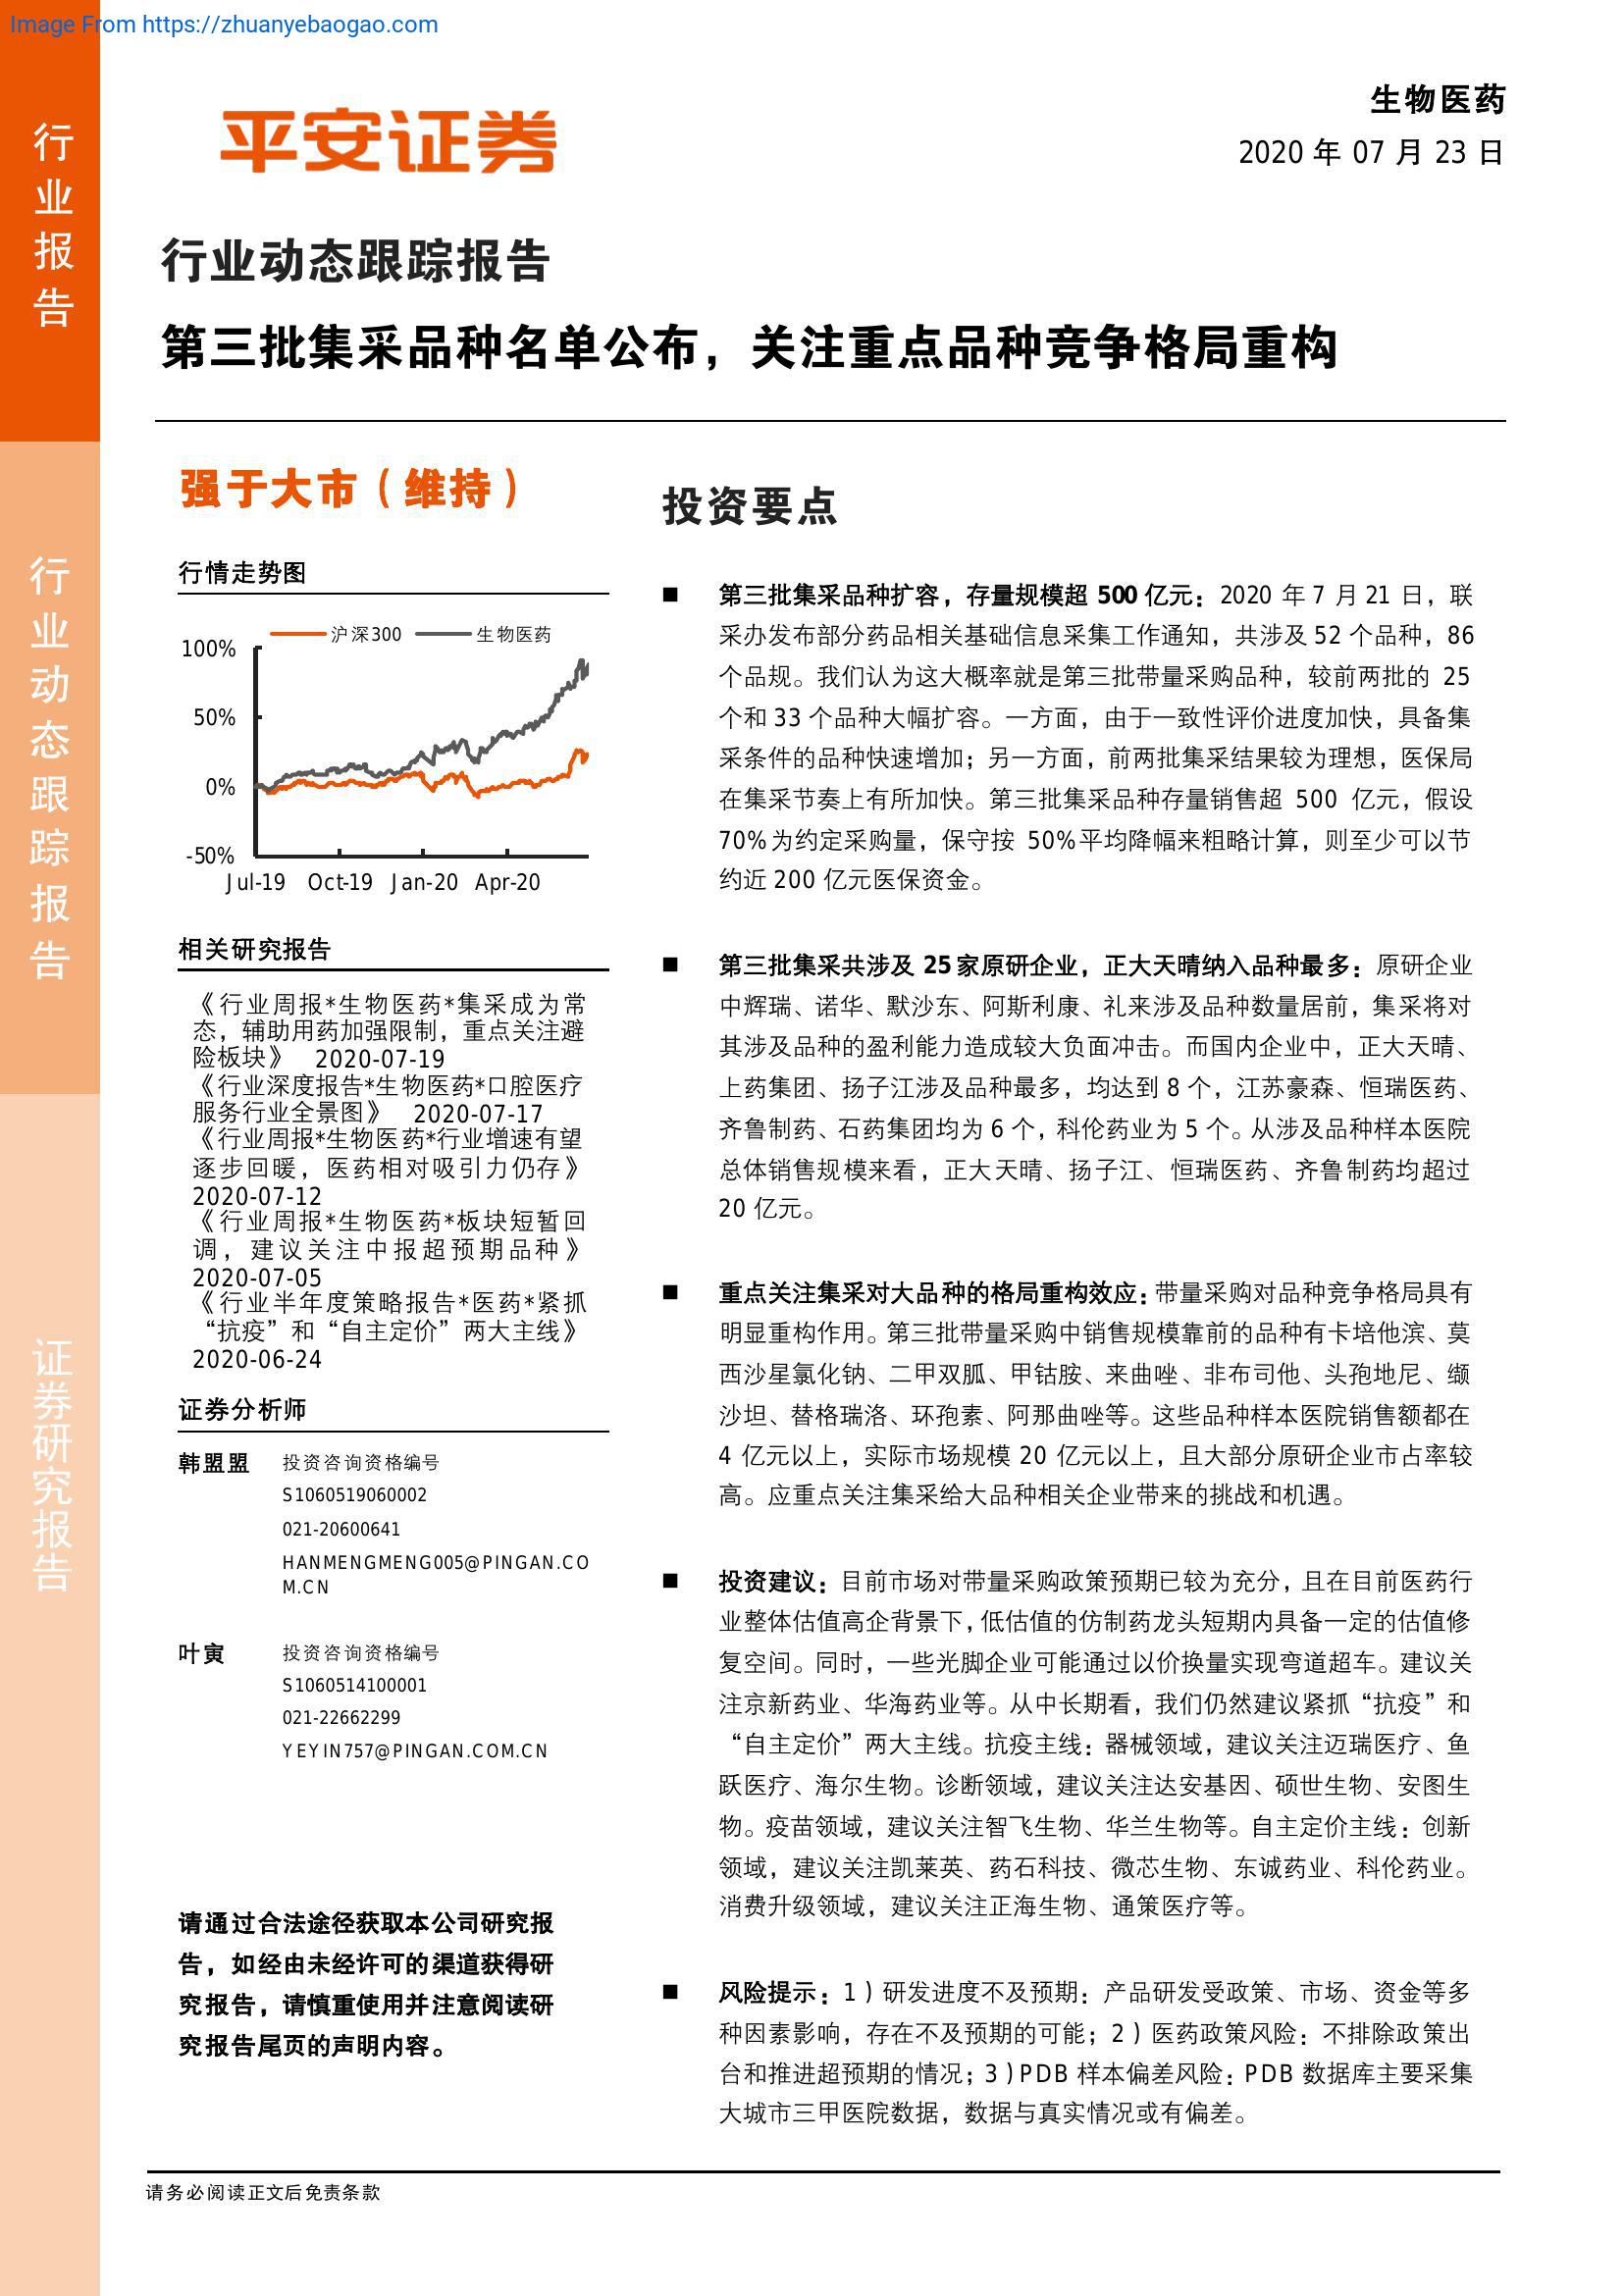 Image From https://zhuanyebaogao.com
行业报告
行业动态跟踪报告
证券研究报告
平安证券
生物医药
2020 年 07 月 23 日
行业动态跟踪报告
第三批集采品种名单公布，关注重点品种竞争格局重构
强于大市（维持）
行情走势图
沪深300 生物医药
100%
50%
0%
-50%
Jul-19 Oct-19 Jan-20 Apr-20
相关研究报告
《行业周报*生物医药*集采成为常
态，辅助用药加强限制，重点关注避
险板块》 2020-07-19
《行业深度报告*生物医药*口腔医疗
服务行业全景图》 2020-07-17
《行业周报*生物医药*行业增速有望
逐步回暖，医药相对吸引力仍存》
2020-07-12
《行业周报*生物医药*板块短暂回
调，建议关注中报超预期品种》
2020-07-05
《行业半年度策略报告*医药*紧抓
“抗疫”和“自主定价”两大主线》
2020-06-24
证券分析师
韩盟盟 投资咨询资格编号
S1060519060002
021-20600641
HANMENGMENG005@PINGAN.CO
M.CN
叶寅 投资咨询资格编号
S1060514100001
021-22662299
YEYIN757@PINGAN.COM.CN
请通过合法途径获取本公司研究报
告，如经由未经许可的渠道获得研
究报告，请慎重使用并注意阅读研
究报告尾页的声明内容。
投资要点
■ 第三批集采品种扩容，存量规模超 500 亿元：2020 年 7 月 21 日，联
采办发布部分药品相关基础信息采集工作通知，共涉及 52 个品种，86
个品规。我们认为这大概率就是第三批带量采购品种，较前两批的 25
个和 33 个品种大幅扩容。一方面，由于一致性评价进度加快，具备集
采条件的品种快速增加；另一方面，前两批集采结果较为理想，医保局
在集采节奏上有所加快。第三批集采品种存量销售超 500 亿元，假设
70%为约定采购量，保守按 50%平均降幅来粗略计算，则至少可以节
约近 200 亿元医保资金。
■ 第三批集采共涉及 25 家原研企业，正大天晴纳入品种最多：原研企业
中辉瑞、诺华、默沙东、阿斯利康、礼来涉及品种数量居前，集采将对
其涉及品种的盈利能力造成较大负面冲击。而国内企业中，正大天晴、
上药集团、扬子江涉及品种最多，均达到 8 个，江苏豪森、恒瑞医药、
齐鲁制药、石药集团均为 6 个，科伦药业为 5 个。从涉及品种样本医院
总体销售规模来看，正大天晴、扬子江、恒瑞医药、齐鲁制药均超过
20 亿元。
■ 重点关注集采对大品种的格局重构效应：带量采购对品种竞争格局具有
明显重构作用。第三批带量采购中销售规模靠前的品种有卡培他滨、莫
西沙星氯化钠、二甲双胍、甲钴胺、来曲唑、非布司他、头孢地尼、缬
沙坦、替格瑞洛、环孢素、阿那曲唑等。这些品种样本医院销售额都在
4 亿元以上，实际市场规模 20 亿元以上，且大部分原研企业市占率较
高。应重点关注集采给大品种相关企业带来的挑战和机遇。
■ 投资建议：目前市场对带量采购政策预期已较为充分，且在目前医药行
业整体估值高企背景下，低估值的仿制药龙头短期内具备一定的估值修
复空间。同时，一些光脚企业可能通过以价换量实现弯道超车。建议关
注京新药业、华海药业等。从中长期看，我们仍然建议紧抓“抗疫”和
“自主定价”两大主线。抗疫主线：器械领域，建议关注迈瑞医疗、鱼
跃医疗、海尔生物。诊断领域，建议关注达安基因、硕世生物、安图生
物。疫苗领域，建议关注智飞生物、华兰生物等。自主定价主线：创新
领域，建议关注凯莱英、药石科技、微芯生物、东诚药业、科伦药业。
消费升级领域，建议关注正海生物、通策医疗等。
■ 风险提示：1）研发进度不及预期：产品研发受政策、市场、资金等多
种因素影响，存在不及预期的可能；2）医药政策风险：不排除政策出
台和推进超预期的情况；3）PDB 样本偏差风险：PDB 数据库主要采集
大城市三甲医院数据，数据与真实情况或有偏差。
请务必阅读正文后免责条款